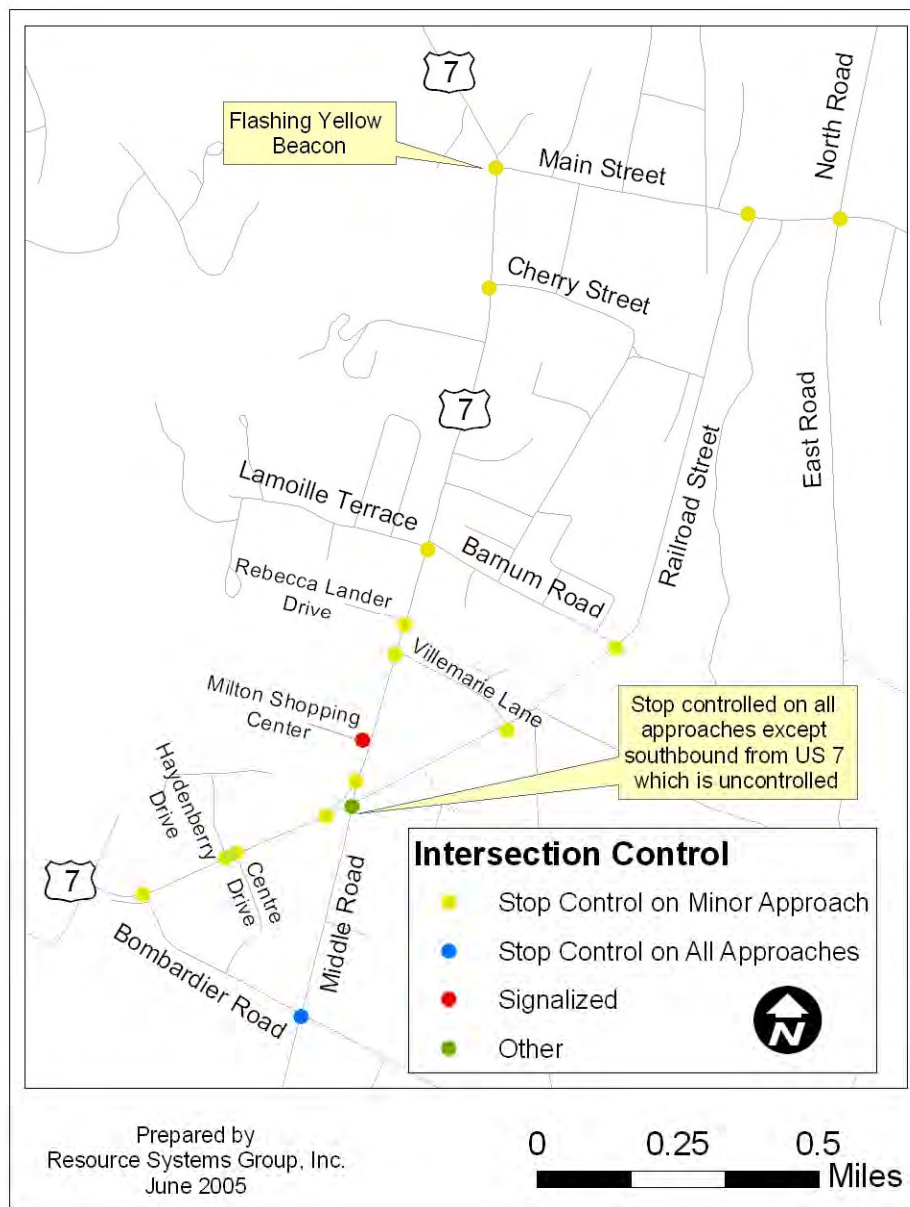 7
Flashing Yellow
Beacon
Main Street
North Road
Cherry Street
7
Railroad Street
East Road
Lamoille Terrace
Barnum Road
Rebecca Lander
Drive
Villemarie Lane
Milton Shopping
Center
Stop controlled on all
approaches except
southbound from US 7
which is uncontrolled
Haydenberry
Drive
Centre
Drive
7
Middle Road
Bombardier Road
Intersection Control
Stop Control on Minor Approach
Stop Control on All Approaches
Signalized
Other
N
Prepared by
Resource Systems Group, Inc.
June 2005
0 0.25 0.5
Miles